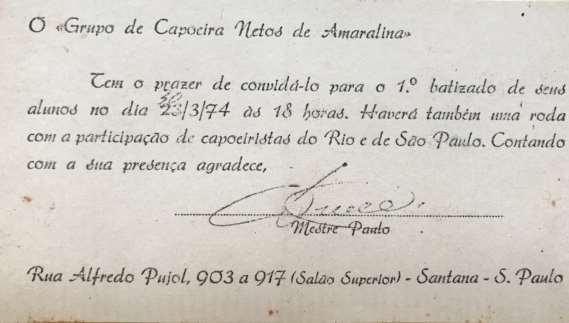 O «Grupo de Capoeira Netos de Amaralina»
Tem o prazer de convidá-lo para o 1.º batizado de seus
alunos no dia 23/3/74 às 18 horas. Haverá também uma roda
com a participação de capoeiristas do Rio e de São Paulo. Contando
com a sua presença agradece,
Mestre Paulo
Rua Alfredo Pujol, 903 a 917 (Salão Superior) - Santana - S. Paulo